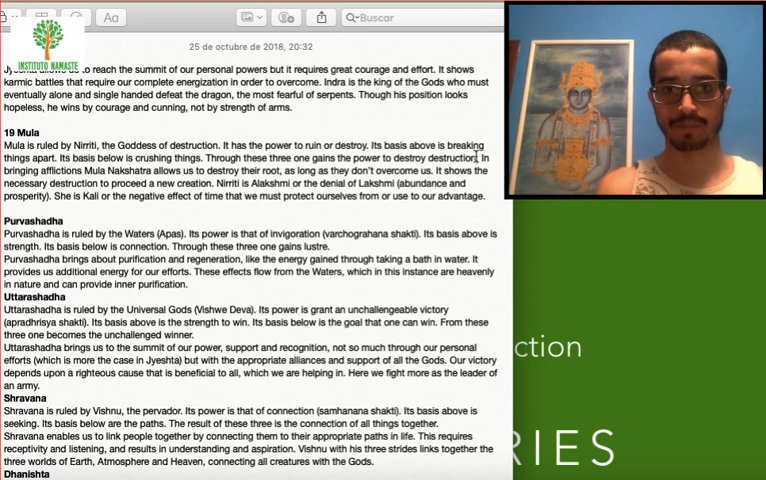 Aa
Buscar
INSTITUTO NAMASTE
25 de octubre de 2018, 20:32
to reach the summit of our personal powers but it requires great courage and effort. It shows
karmic battles that require our complete energization in order to overcome. Indra is the king of the Gods who must
eventually alone and single handed defeat the dragon, the most fearful of serpents. Though his position looks
hopeless, he wins by courage and cunning, not by strength of arms.
19 Mula
Mula is ruled by Nirriti, the Goddess of destruction. It has the power to ruin or destroy. Its basis above is breaking
things apart. Its basis below is crushing things. Through these three one gains the power to destroy destruction. In
bringing afflictions Mula Nakshatra allows us to destroy their root, as long as they don't overcome us. It shows the
necessary destruction to proceed a new creation. Nirriti is Alakshmi or the denial of Lakshmi (abundance and
prosperity). She is Kali or the negative effect of time that we must protect ourselves from or use to our advantage.
Purvashadha
Purvashadha is ruled by the Waters (Apas). Its power is that of invigoration (varchograhana shakti). Its basis above is
strength. Its basis below is connection. Through these three one gains lustre.
Purvashadha brings about purification and regeneration, like the energy gained through taking a bath in water. It
provides us additional energy for our efforts. These effects flow from the Waters, which in this instance are heavenly
in nature and can provide inner purification.
Uttarashadha
Uttarashadha is ruled by the Universal Gods (Vishwe Deva). Its power is grant an unchallengeable victory
(apradhrisya shakti). Its basis above is the strength to win. Its basis below is the goal that one can win. From these
three one becomes the unchallenged winner.
Uttarashadha brings us to the summit of our power, support and recognition, not so much through our personal
efforts (which is more the case in Jyeshta) but with the appropriate alliances and support of all the Gods. Our victory
depends upon a righteous cause that is beneficial to all, which we are helping in. Here we fight more as the leader of
an army.
Shravana
Shravana is ruled by Vishnu, the pervador. Its power is that of connection (samhanana shakti). Its basis above is
seeking. Its basis below are the paths. The result of these three is the connection of all things together.
Shravana enables us to link people together by connecting them to their appropriate paths in life. This requires
receptivity and listening, and results in understanding and aspiration. Vishnu with his three strides links together the
three worlds of Earth, Atmosphere and Heaven, connecting all creatures with the Gods.
Dhanishta
ction
RIES